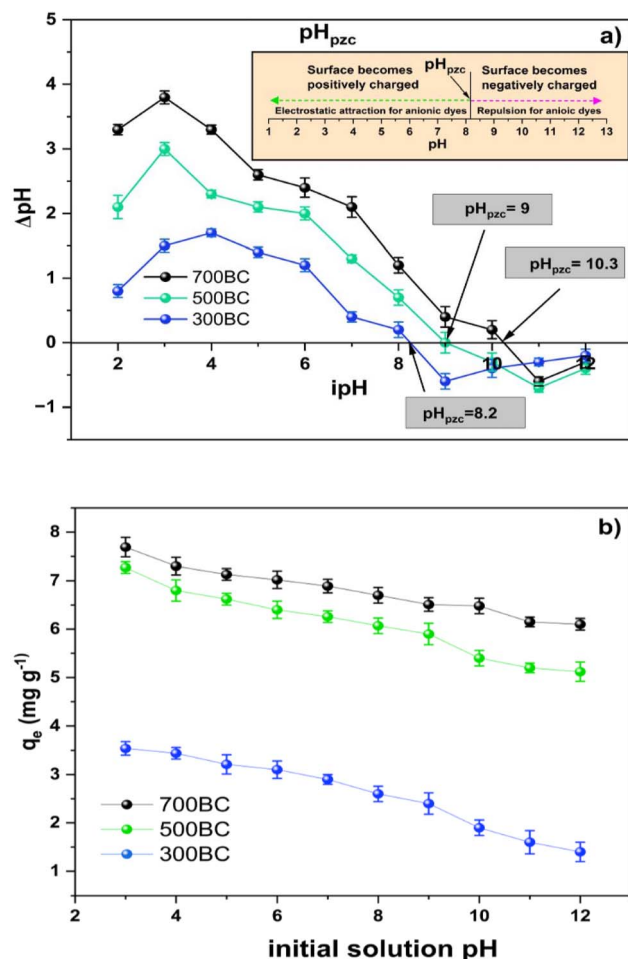 pHpzc
a)
Surface becomes
positively charged
pHpzc
Surface becomes
negatively charged
Electrostatic attraction for anionic dyes
Repulsion for anioic dyes
1 2 3 4 5 6 7 8 9 10 11 12 13
pH
5
4
3
2
1
0
−1
ΔpH
pHpzc= 9
pHpzc= 10.3
pHpzc=8.2
700BC
500BC
300BC
2 4 6 8 10 12
ipH
b)
8
7
6
5
4
3
2
1
qe (mg g-1)
700BC
500BC
300BC
2 4 6 8 10 12
initial solution pH